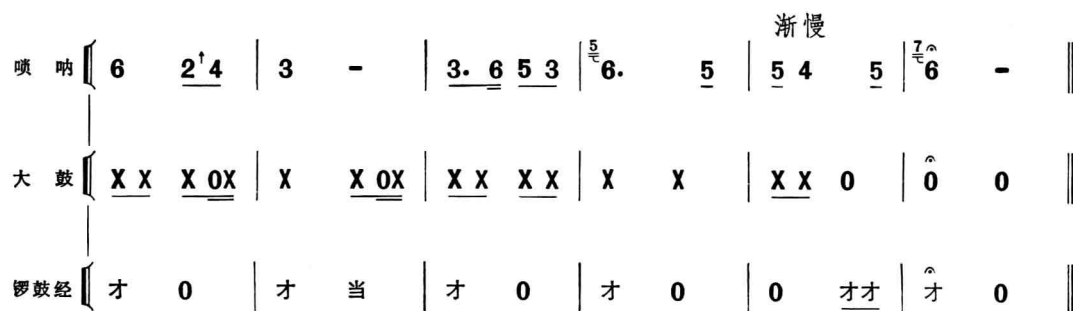 渐慢
唢呐 6 2↑4 | 3 - | 3. 6 5 3 | 5 6. 5 | 5 4 5 | 7 6 - ‖
大鼓 X X X 0X | X X 0X | X X X X | X X | X X 0 | 0 0 ‖
锣鼓经 才 0 | 才 当 | 才 0 | 才 0 | 0 才才 | 才 0 ‖